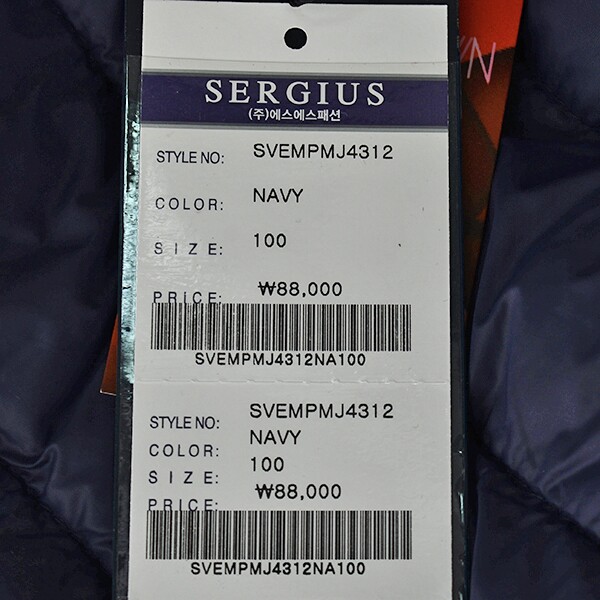 SERGIUS
(주)에스에스패션
STYLE NO: SVEMPMJ4312
COLOR: NAVY
SIZE: 100
PRICE: ₩88,000
SVEMPMJ4312NA100
STYLE NO: SVEMPMJ4312
COLOR: NAVY
SIZE: 100
PRICE: ₩88,000
SVEMPMJ4312NA100